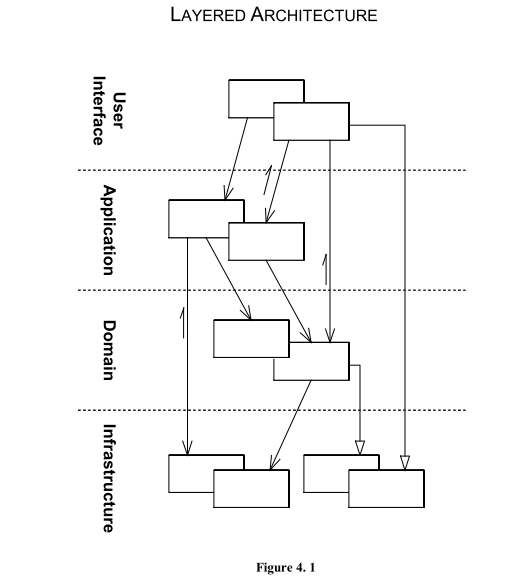 LAYERED ARCHITECTURE
User
Interface
Application
Domain
Infrastructure
Figure 4. 1